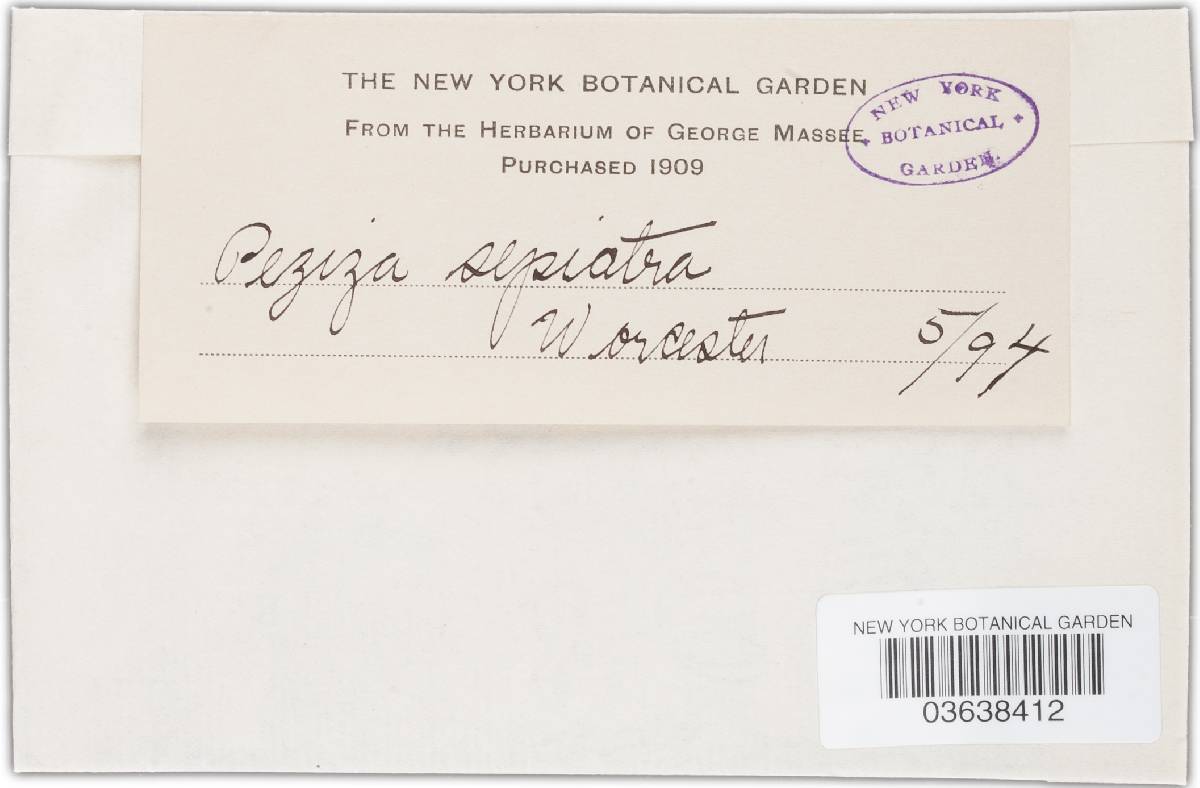 THE NEW YORK BOTANICAL GARDEN
FROM THE HERBARIUM OF GEORGE MASSEE
PURCHASED 1909
NEW YORK
BOTANICAL
GARDEN.
Peziza sepiatra
Worcester 5/94
NEW YORK BOTANICAL GARDEN
03638412